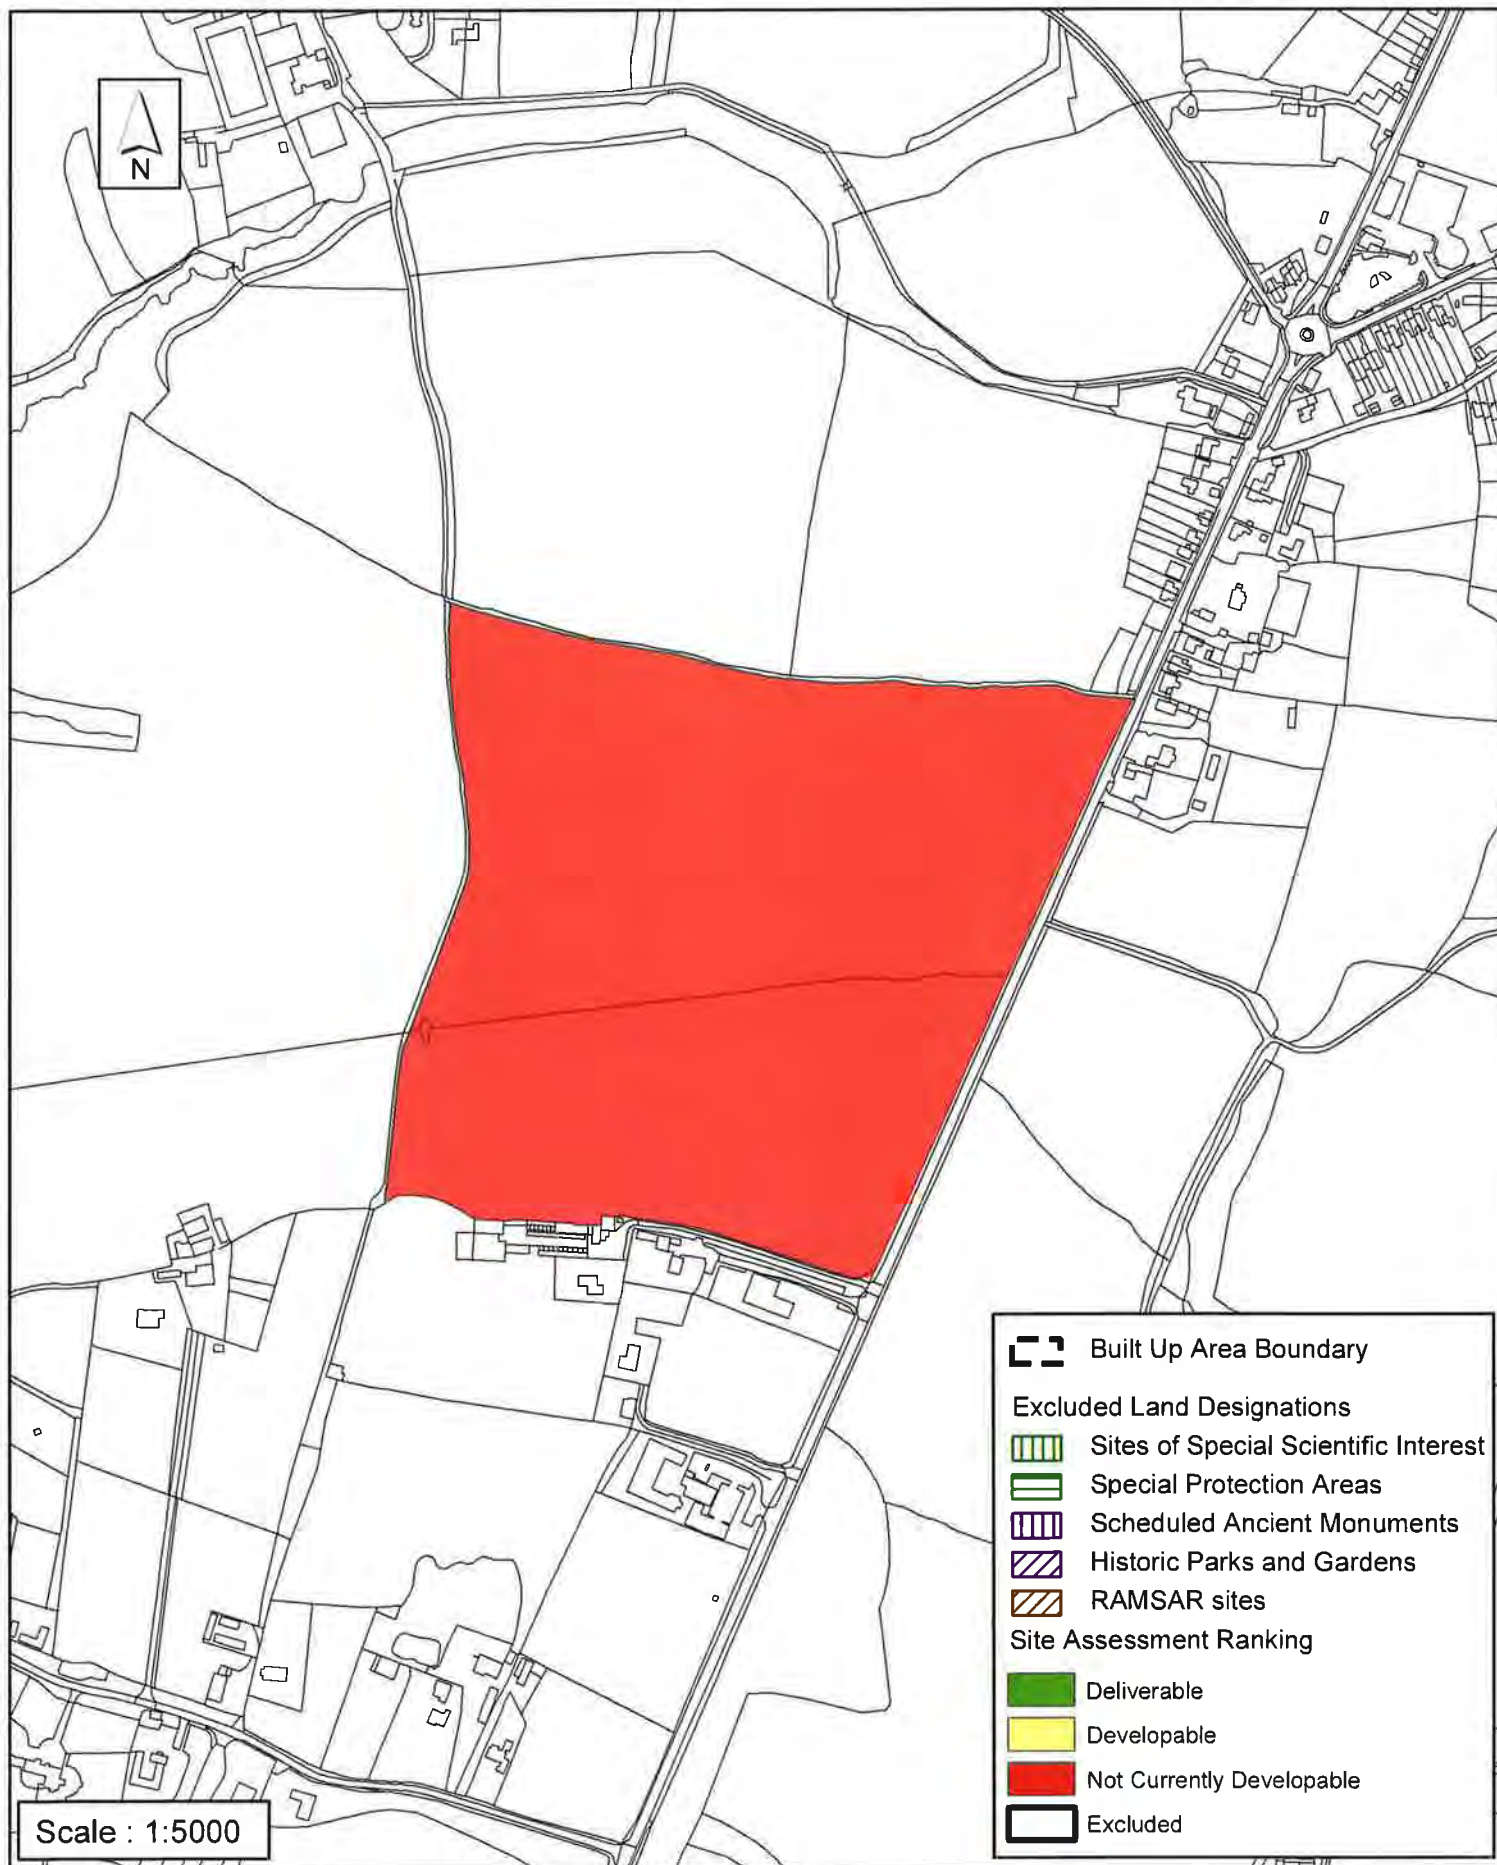 N
Built Up Area Boundary
Excluded Land Designations
Sites of Special Scientific Interest
Special Protection Areas
Scheduled Ancient Monuments
Historic Parks and Gardens
RAMSAR sites
Site Assessment Ranking
Deliverable
Developable
Not Currently Developable
Excluded
Scale : 1:5000